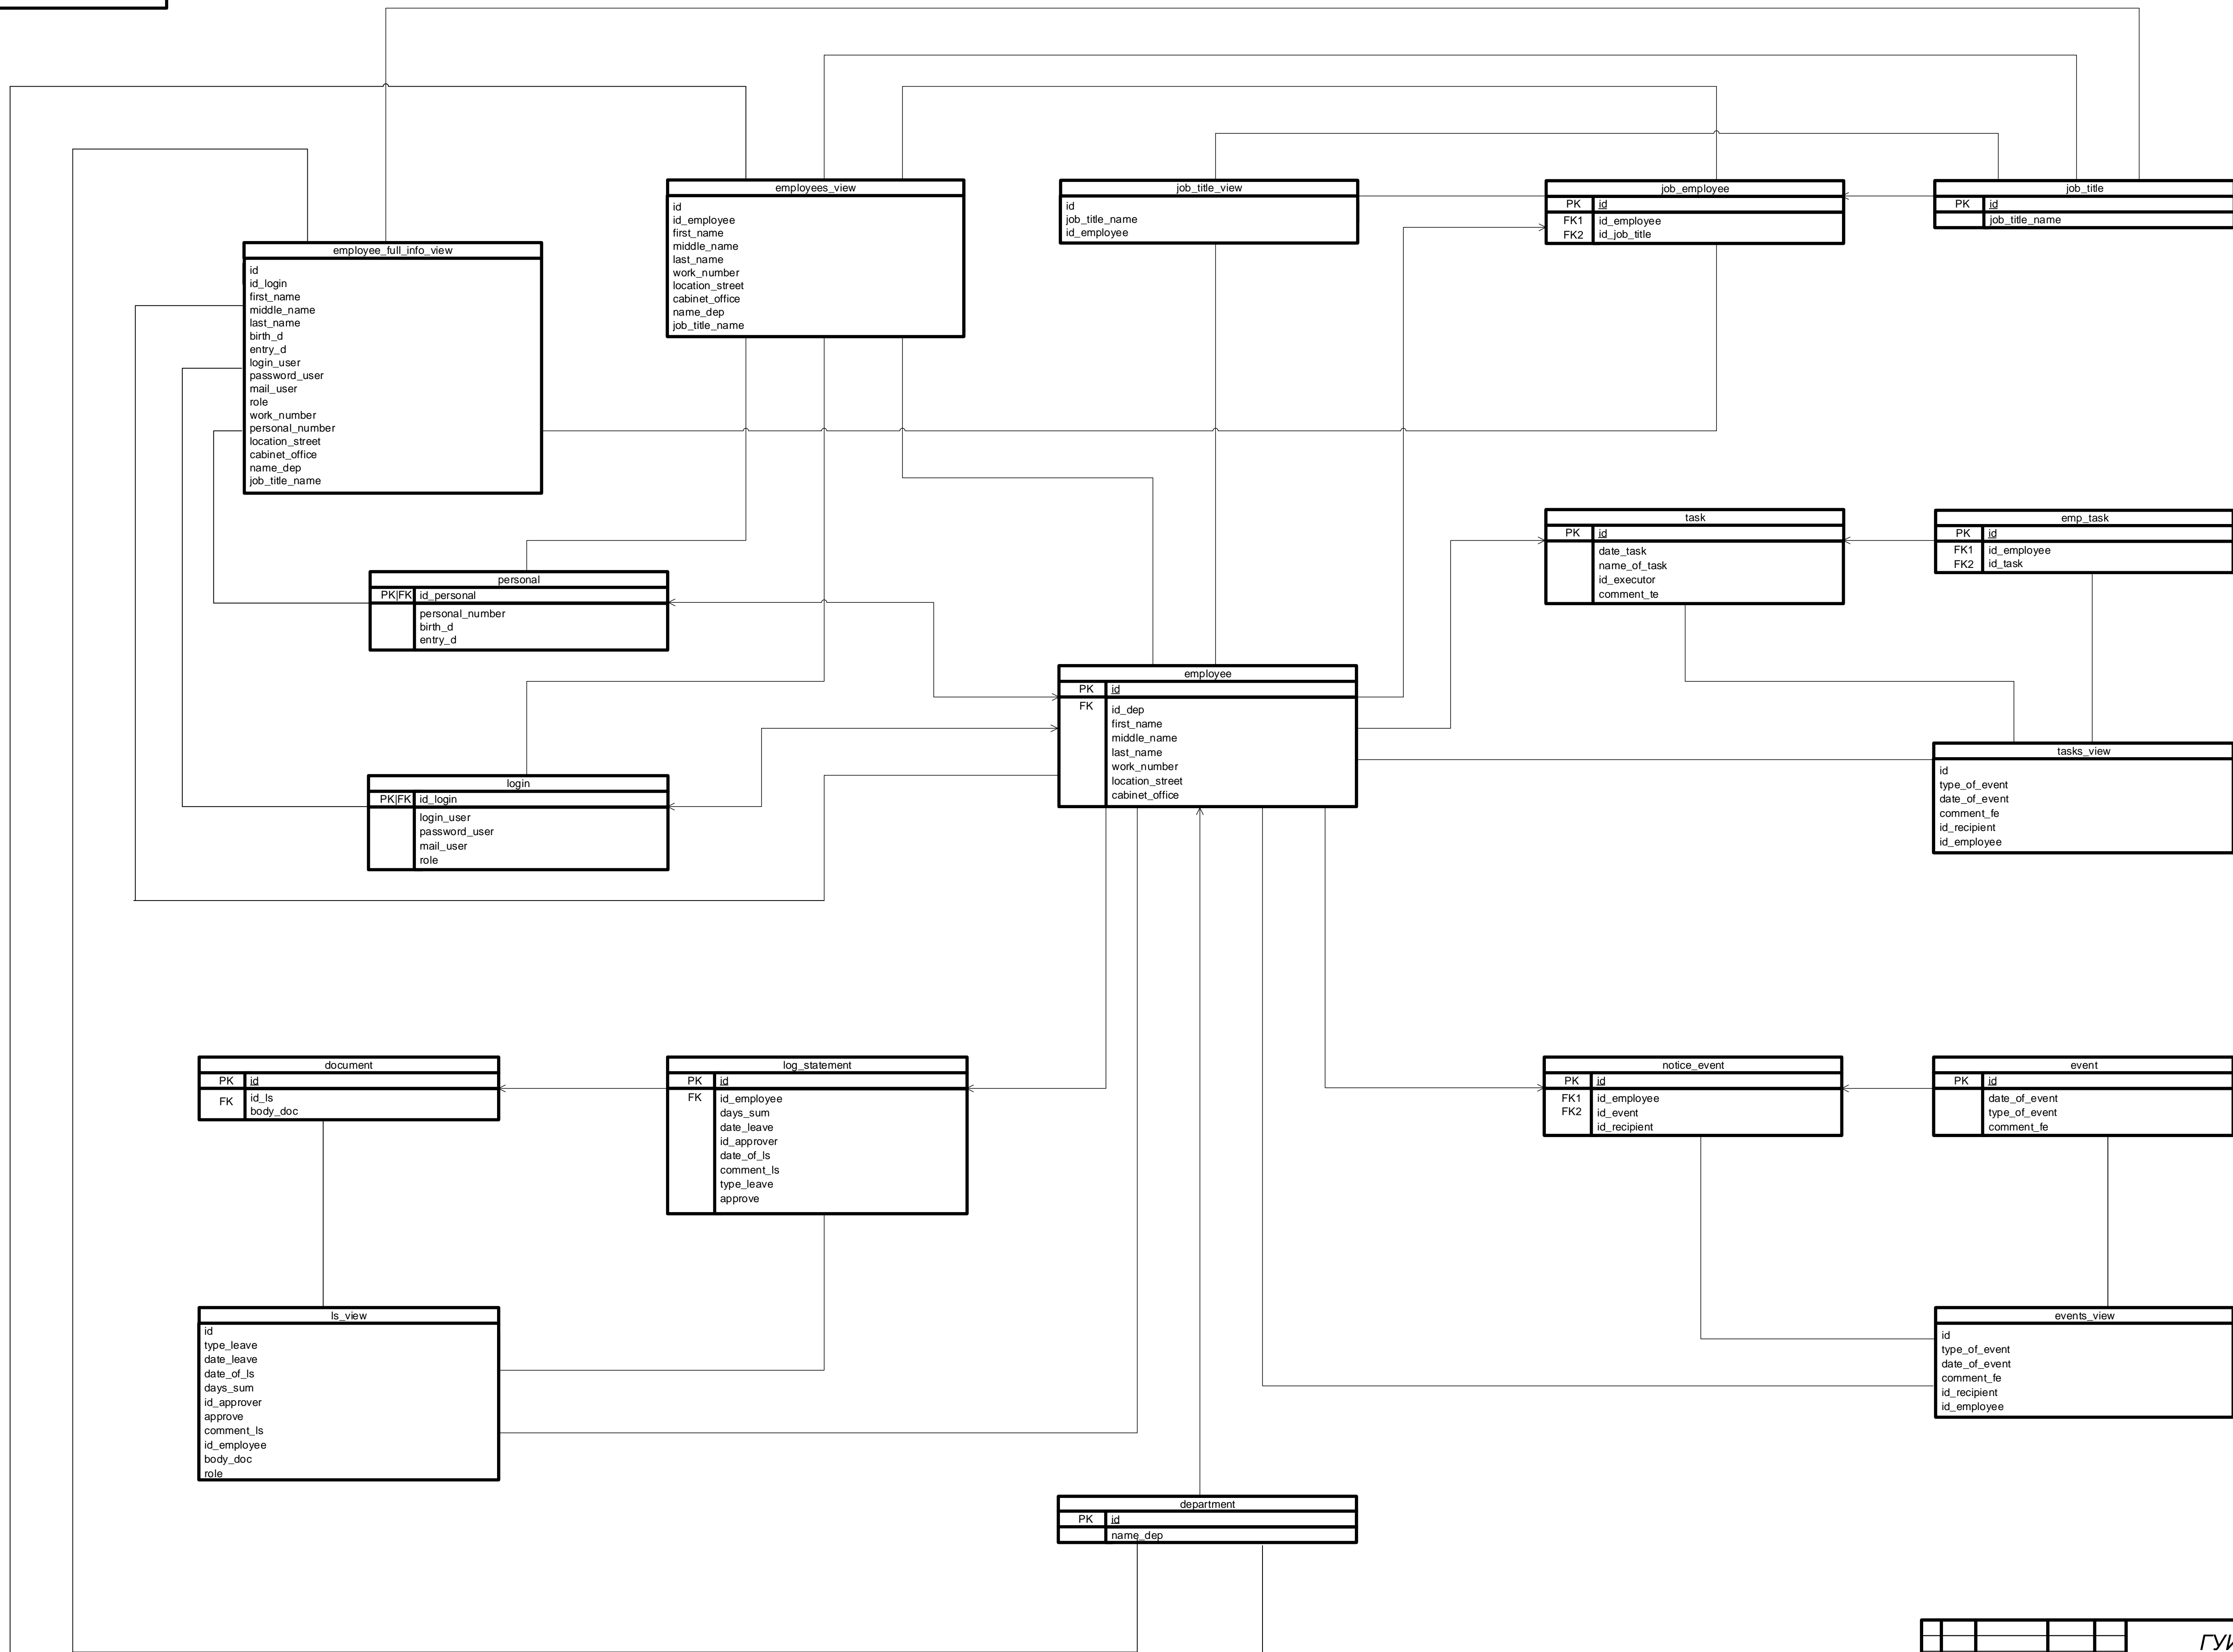 employees_view
id
id_employee
first_name
middle_name
last_name
work_number
location_street
cabinet_office
name_dep
job_title_name
job_title_view
id
job_title_name
id_employee
job_employee
PK id
FK1 id_employee
FK2 id_job_title
job_title
PK id
job_title_name
employee_full_info_view
id
id_login
first_name
middle_name
last_name
birth_d
entry_d
login_user
password_user
mail_user
role
work_number
personal_number
location_street
cabinet_office
name_dep
job_title_name
task
PK id
date_task
name_of_task
id_executor
comment_te
emp_task
PK id
FK1 id_employee
FK2 id_task
personal
PK|FK id_personal
personal_number
birth_d
entry_d
employee
PK id
FK id_dep
first_name
middle_name
last_name
work_number
location_street
cabinet_office
tasks_view
id
type_of_event
date_of_event
comment_fe
id_recipient
id_employee
login
PK|FK id_login
login_user
password_user
mail_user
role
document
PK id
FK id_ls
body_doc
log_statement
PK id
FK id_employee
days_sum
date_leave
id_approver
date_of_ls
comment_ls
type_leave
approve
notice_event
PK id
FK1 id_employee
FK2 id_event
id_recipient
event
PK id
date_of_event
type_of_event
comment_fe
ls_view
id
type_leave
date_leave
date_of_ls
days_sum
id_approver
approve
comment_ls
id_employee
body_doc
role
events_view
id
type_of_event
date_of_event
comment_fe
id_recipient
id_employee
department
PK id
name_dep